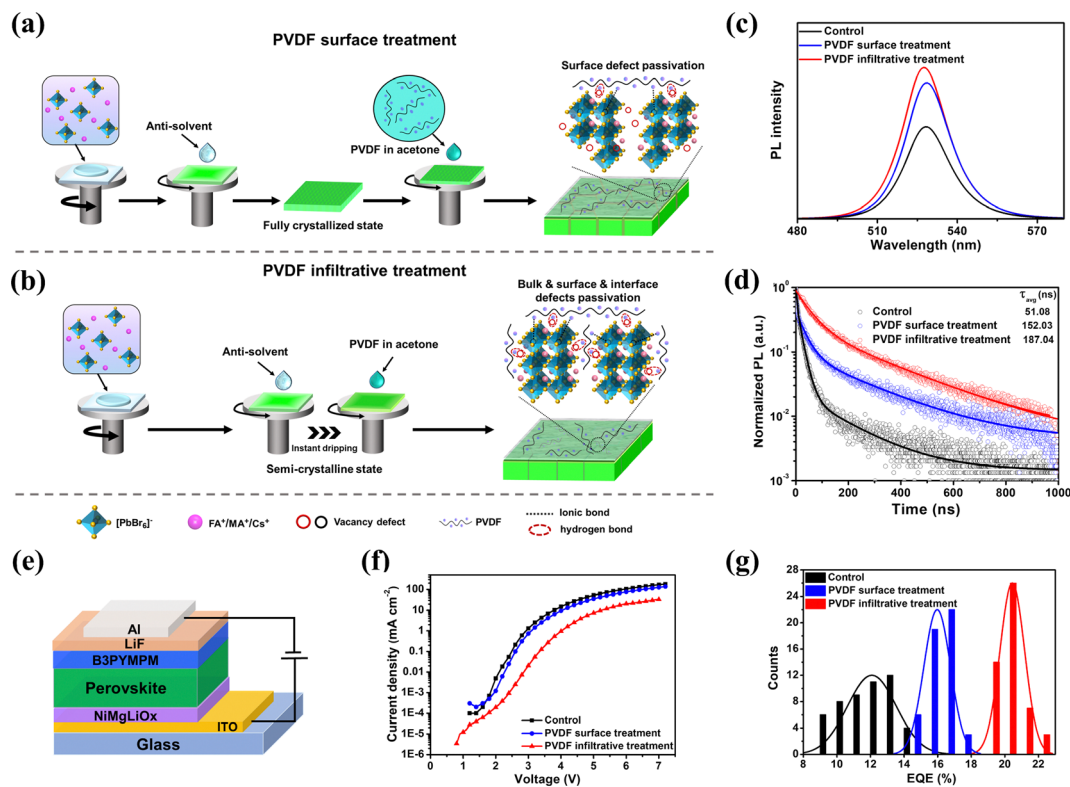 (a)
PVDF surface treatment
Anti-solvent
PVDF in acetone
Fully crystallized state
Surface defect passivation
(b)
PVDF infiltrative treatment
Anti-solvent
PVDF in acetone
Instant dripping
Semi-crystalline state
Bulk & surface & interface
defects passivation
[PbBr6]-
FA+/MA+/Cs+
Vacancy defect
PVDF
Ionic bond
hydrogen bond
(c)
Control
PVDF surface treatment
PVDF infiltrative treatment
PL intensity
480 510 540 570
Wavelength (nm)
(d)
τavg (ns)
Control 51.08
PVDF surface treatment 152.03
PVDF infiltrative treatment 187.04
Normalized PL (a.u.)
10^0
10^-1
10^-2
10^-3
0 200 400 600 800 1000
Time (ns)
(e)
Al
LiF
B3PYMPM
Perovskite
NiMgLiOx
ITO
Glass
(f)
Current density (mA cm^-2)
100
10
1
0.1
0.01
1E-3
1E-4
1E-5
1E-6
Control
PVDF surface treatment
PVDF infiltrative treatment
0 1 2 3 4 5 6 7
Voltage (V)
(g)
Control
PVDF surface treatment
PVDF infiltrative treatment
Counts
28
24
20
16
12
8
4
0
8 10 12 14 16 18 20 22
EQE (%)